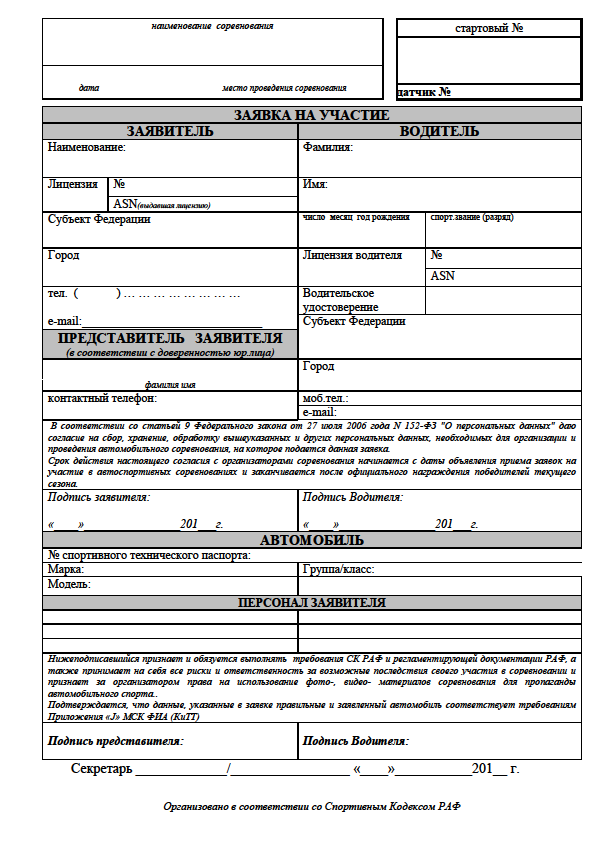 наименование соревнования
стартовый №
дата место проведения соревнования
датчик №
ЗАЯВКА НА УЧАСТИЕ
ЗАЯВИТЕЛЬ ВОДИТЕЛЬ
Наименование: Фамилия:
Лицензия № Имя:
ASN(выдавшая лицензию)
Субъект Федерации число месяц год рождения спорт.звание (разряд)
Город Лицензия водителя №
ASN
тел. ( ) … … … … … … … … … Водительское
удостоверение
e-mail:____________________________ Субъект Федерации
ПРЕДСТАВИТЕЛЬ ЗАЯВИТЕЛЯ
(в соответствии с доверенностью юр.лица)
Город
фамилия имя
контактный телефон: моб.тел.:
e-mail:
В соответствии со статьей 9 Федерального закона от 27 июля 2006 года N 152-ФЗ "О персональных данных" даю
согласие на сбор, хранение, обработку вышеуказанных и других персональных данных, необходимых для организации и
проведения автомобильного соревнования, на которое подается данная заявка.
Срок действия настоящего согласия с организаторами соревнования начинается с даты объявления приема заявок на
участие в автоспортивных соревнованиях и заканчивается после официального награждения победителей текущего
сезона.
Подпись заявителя: Подпись Водителя:
«____»________________201___г. «____»________________201___г.
АВТОМОБИЛЬ
№ спортивного технического паспорта:
Марка: Группа/класс:
Модель:
ПЕРСОНАЛ ЗАЯВИТЕЛЯ
Нижеподписавшийся признает и обязуется выполнять требования СК РАФ и регламентирующей документации РАФ, а
также принимает на себя все риски и ответственность за возможные последствия своего участия в соревновании и
признает за организатором права на использование фото-, видео- материалов соревнования для пропаганды
автомобильного спорта..
Подтверждается, что данные, указанные в заявке правильные и заявленный автомобиль соответствует требованиям
Приложения «J» МСК ФИА (КиТТ)
Подпись представителя: Подпись Водителя:
Секретарь _____________/_________________ «____»___________201__ г.
Организовано в соответствии со Спортивным Кодексом РАФ